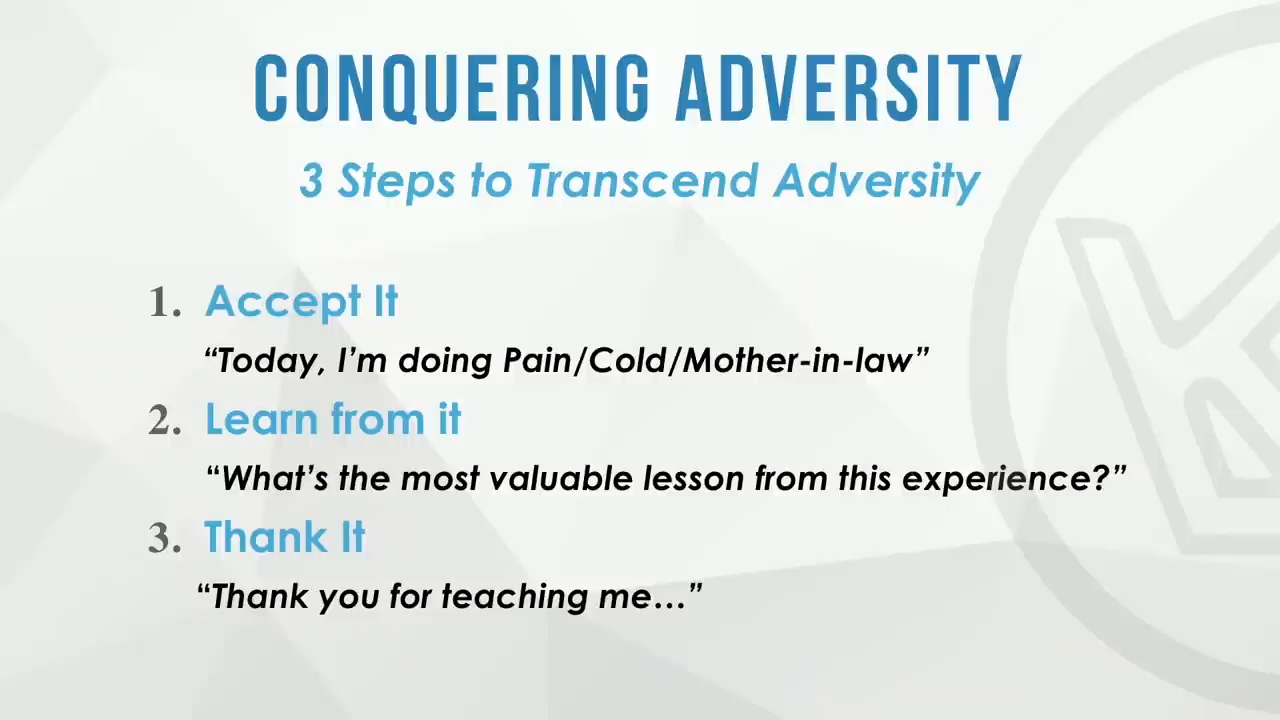 CONQUERING ADVERSITY
3 Steps to Transcend Adversity
1. Accept It
“Today, I’m doing Pain/Cold/Mother-in-law”
2. Learn from it
“What’s the most valuable lesson from this experience?”
3. Thank It
“Thank you for teaching me…”